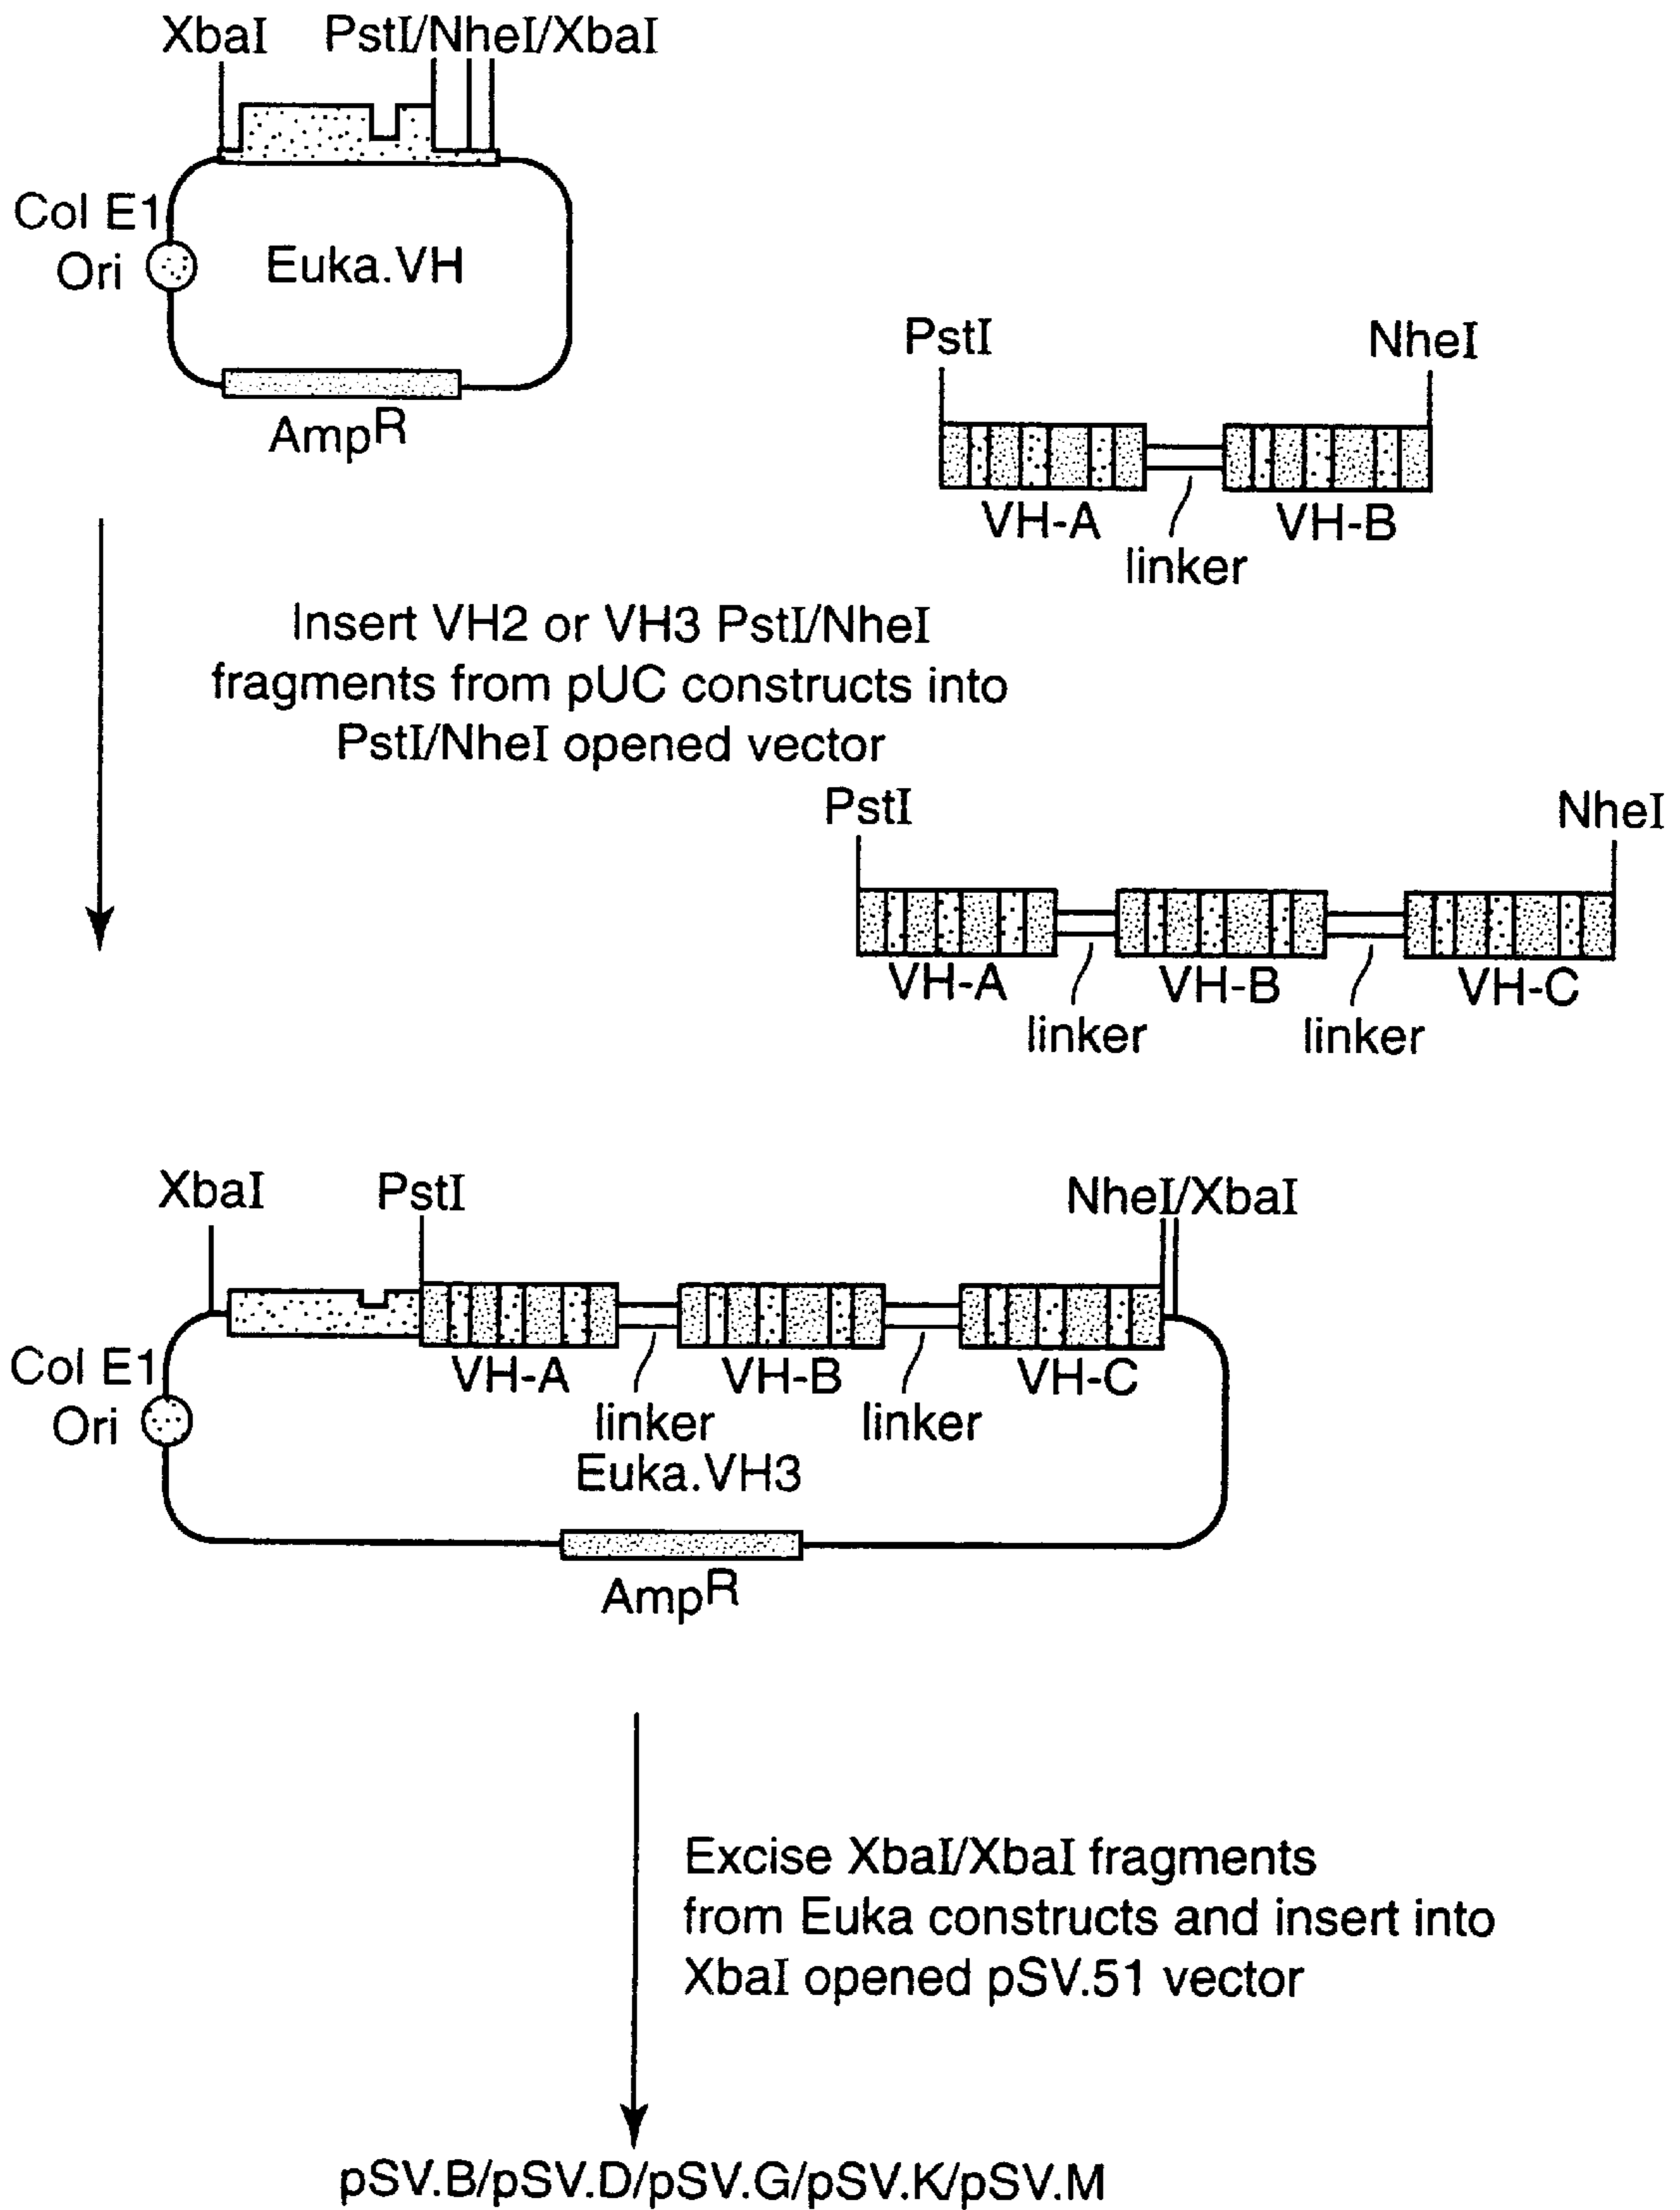 XbaI PstI/NheI/XbaI
Col E1
Ori
Euka.VH
AmpR
PstI NheI
VH-A VH-B
linker
Insert VH2 or VH3 PstI/NheI
fragments from pUC constructs into
PstI/NheI opened vector
PstI NheI
VH-A VH-B VH-C
linker linker
XbaI PstI NheI/XbaI
Col E1
Ori
VH-A VH-B VH-C
linker linker
Euka.VH3
AmpR
Excise XbaI/XbaI fragments
from Euka constructs and insert into
XbaI opened pSV.51 vector
pSV.B/pSV.D/pSV.G/pSV.K/pSV.M